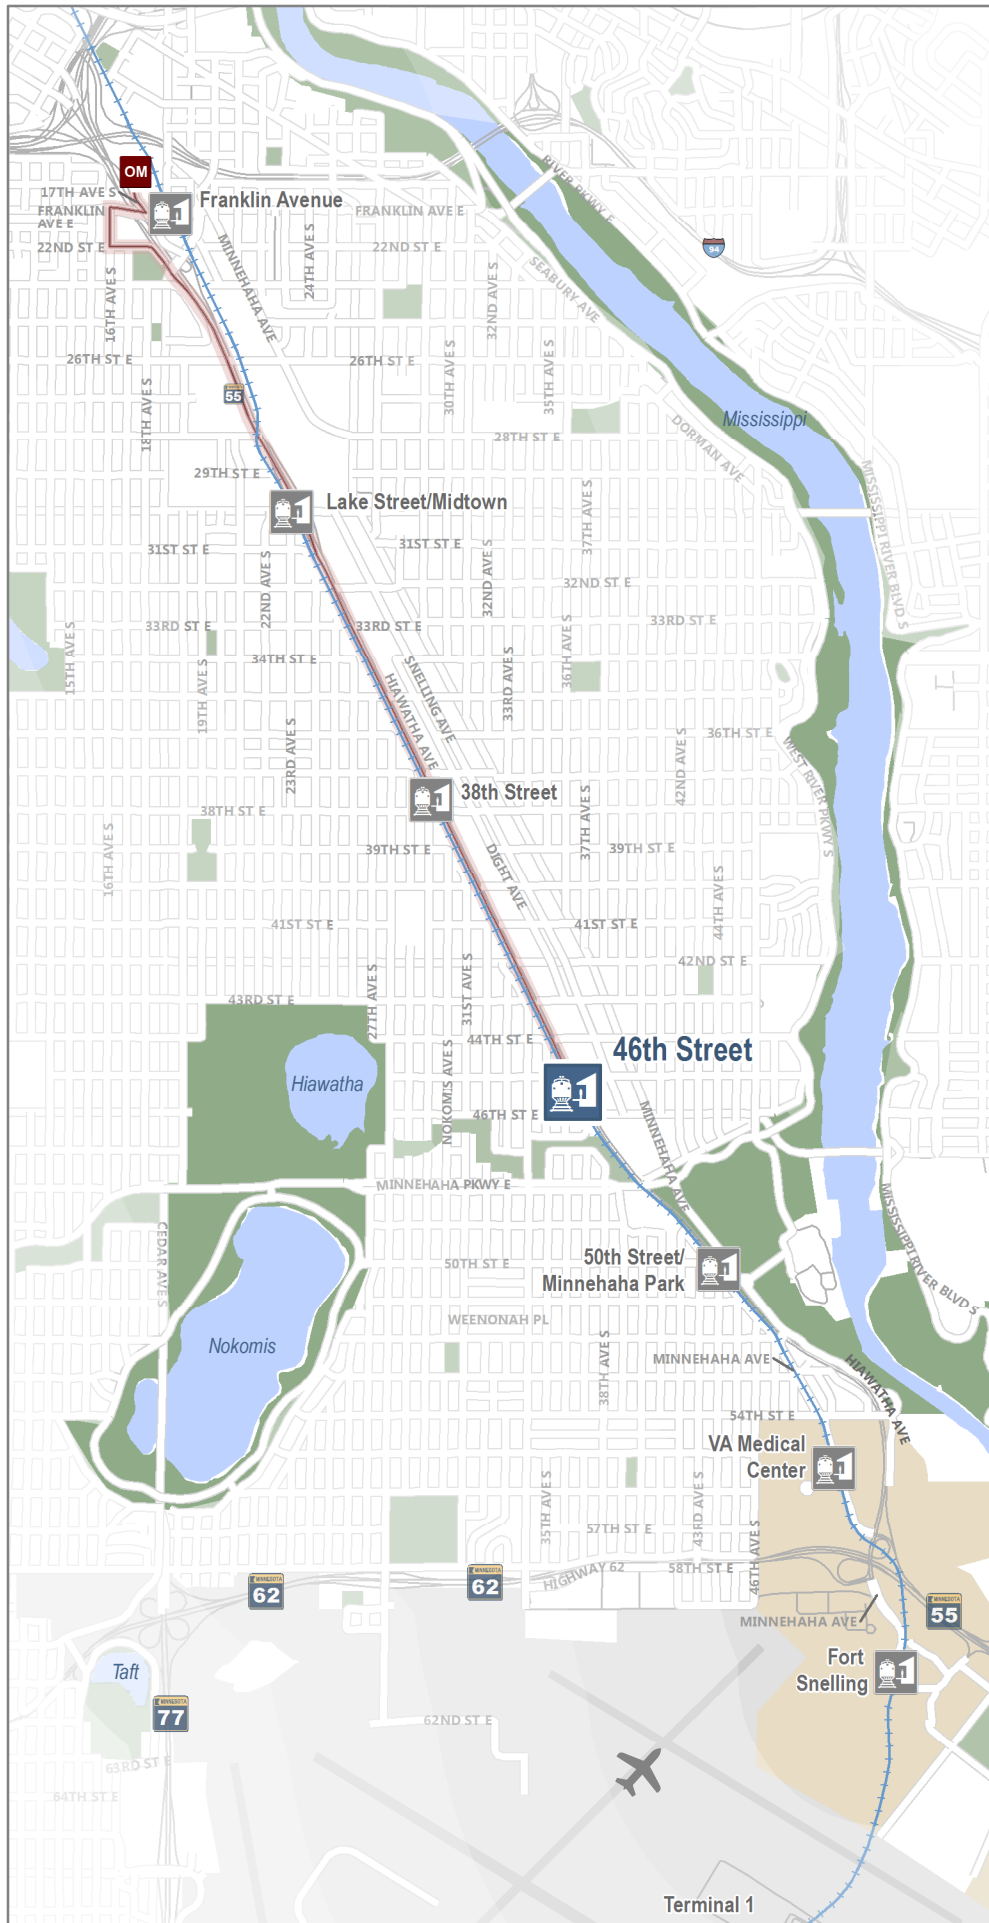 OM
17TH AVE S
Franklin Avenue
FRANKLIN
AVE E
FRANKLIN AVE E
RIVER PKWY E
22ND ST E
22ND ST E
94
MINNEHAHA AVE
24TH AVE S
SEABURY AVE
32ND AVE S
16TH AVE S
26TH ST E
26TH ST E
30TH AVE S
35TH AVE S
55
18TH AVE S
Mississippi
28TH ST E
DORMAN AVE
29TH ST E
MISSISSIPPI RIVER BLVD S
Lake Street/Midtown
37TH AVE S
31ST ST E
31ST ST E
22ND AVE S
32ND AVE S
32ND ST E
33RD ST E
33RD ST E
33RD ST E
15TH AVE S
36TH AVE S
34TH ST E
19TH AVE S
SNELLING AVE
HIAWATHA AVE
33RD AVE S
23RD AVE S
36TH ST E
42ND AVE S
WEST RIVER PKWY S
38th Street
38TH ST E
37TH AVE S
16TH AVE S
39TH ST E
39TH ST E
DIGHT AVE
44TH AVE S
41ST ST E
41ST ST E
42ND ST E
27TH AVE S
31ST AVE S
43RD ST E
44TH ST E
46th Street
Hiawatha
NOKOMIS AVE S
46TH ST E
MINNEHAHA AVE
MINNEHAHA PKWY E
MISSISSIPPI RIVER BLVD S
CEDAR AVE S
50TH ST E
50th Street/
Minnehaha Park
WEENONAH PL
Nokomis
38TH AVE S
MINNEHAHA AVE
HIAWATHA AVE
54TH ST E
VA Medical
Center
35TH AVE S
43RD AVE S
57TH ST E
46TH AVE S
HIGHWAY 62
58TH ST E
MINNESOTA
62
MINNESOTA
62
MINNESOTA
55
MINNEHAHA AVE
Fort
Snelling
Taft
MINNESOTA
77
62ND ST E
63RD ST E
64TH ST E
Terminal 1